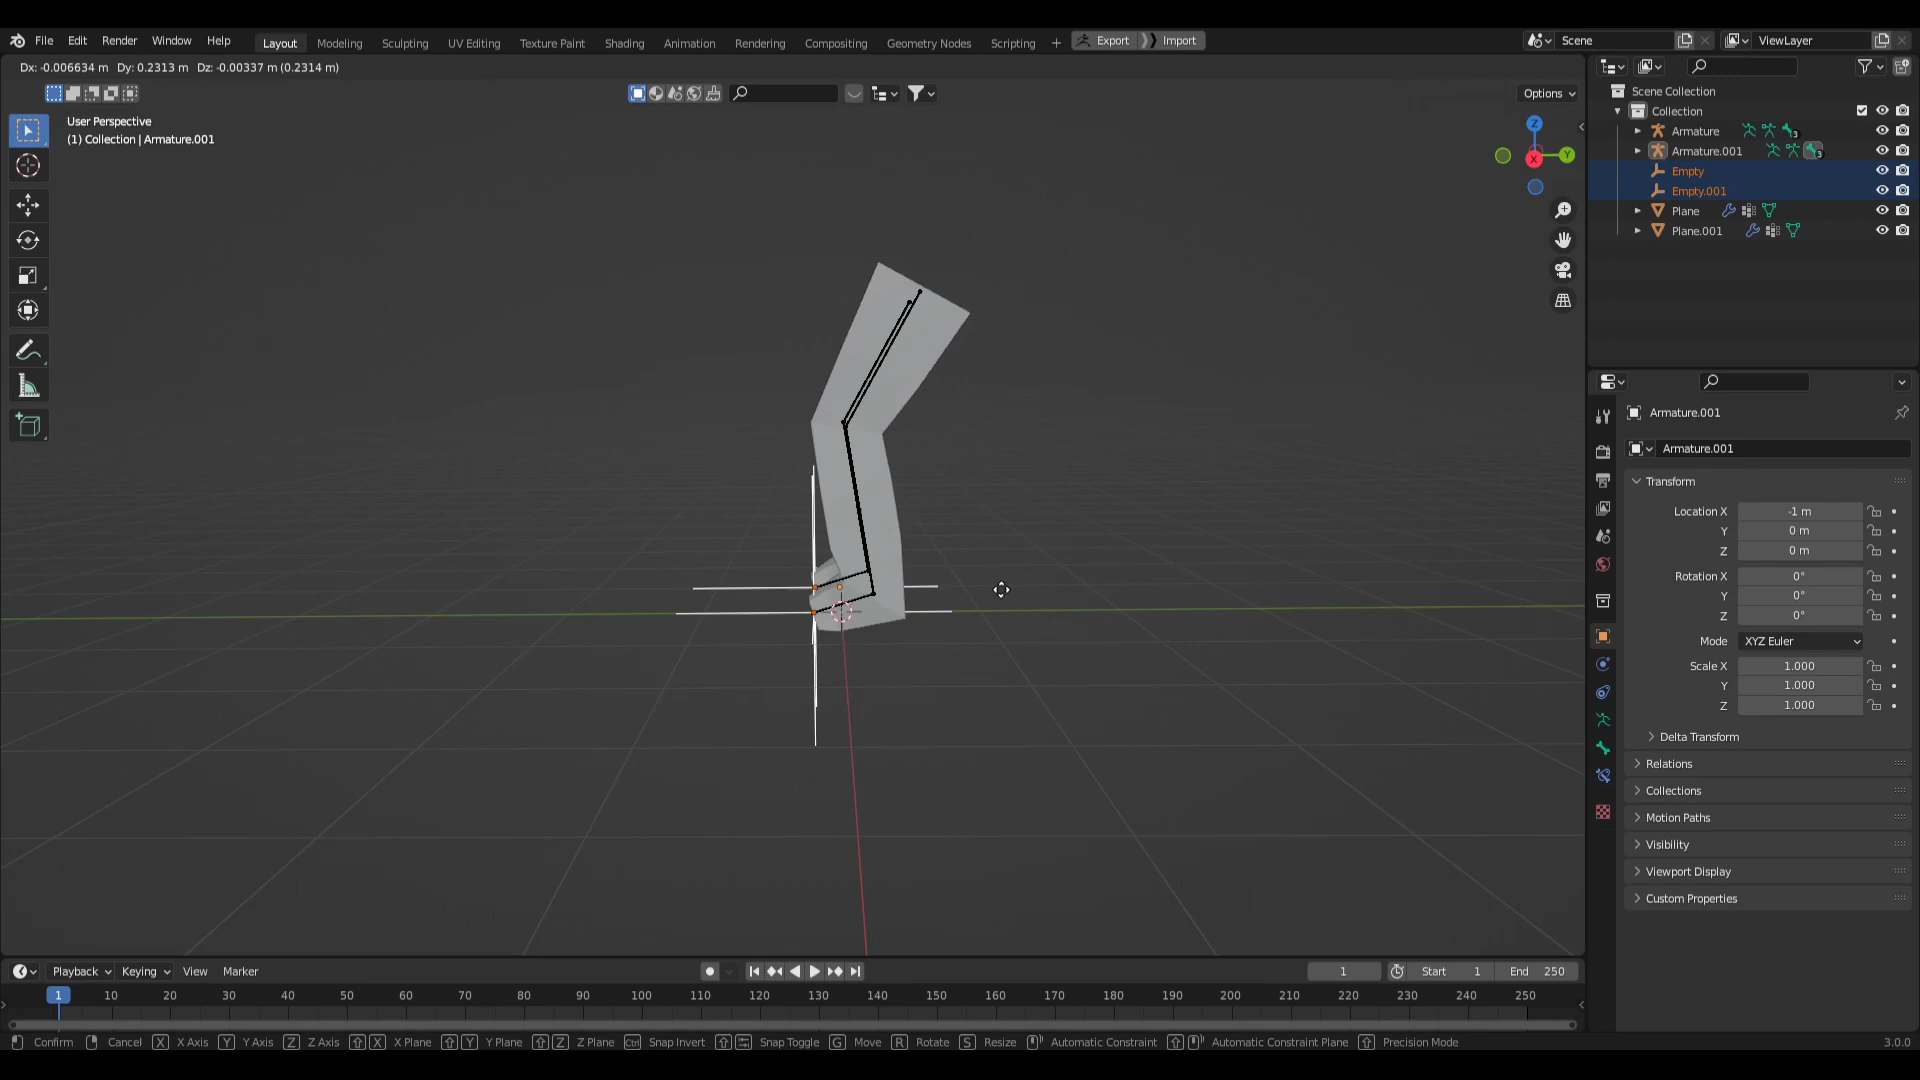 File Edit Render Window Help Layout Modeling Sculpting UV Editing Texture Paint Shading Animation Rendering Compositing Geometry Nodes Scripting + Export Import Scene ViewLayer
Dx: -0.006634 m Dy: 0.2313 m Dz: -0.00337 m (0.2314 m)
Options
User Perspective
(1) Collection | Armature.001
Z
Y
X
Scene Collection
Collection
Armature 3
Armature.001 3
Empty
Empty.001
Plane
Plane.001
Armature.001
Armature.001
Transform
Location X -1 m
Y 0 m
Z 0 m
Rotation X 0°
Y 0°
Z 0°
Mode XYZ Euler
Scale X 1.000
Y 1.000
Z 1.000
Delta Transform
Relations
Collections
Motion Paths
Visibility
Viewport Display
Custom Properties
Playback Keying View Marker 1 Start 1 End 250
1 10 20 30 40 50 60 70 80 90 100 110 120 130 140 150 160 170 180 190 200 210 220 230 240 250
Confirm Cancel X X Axis Y Y Axis Z Z Axis X X Plane Y Y Plane Z Z Plane Ctrl Snap Invert Snap Toggle G Move R Rotate S Resize Automatic Constraint Automatic Constraint Plane Precision Mode 3.0.0